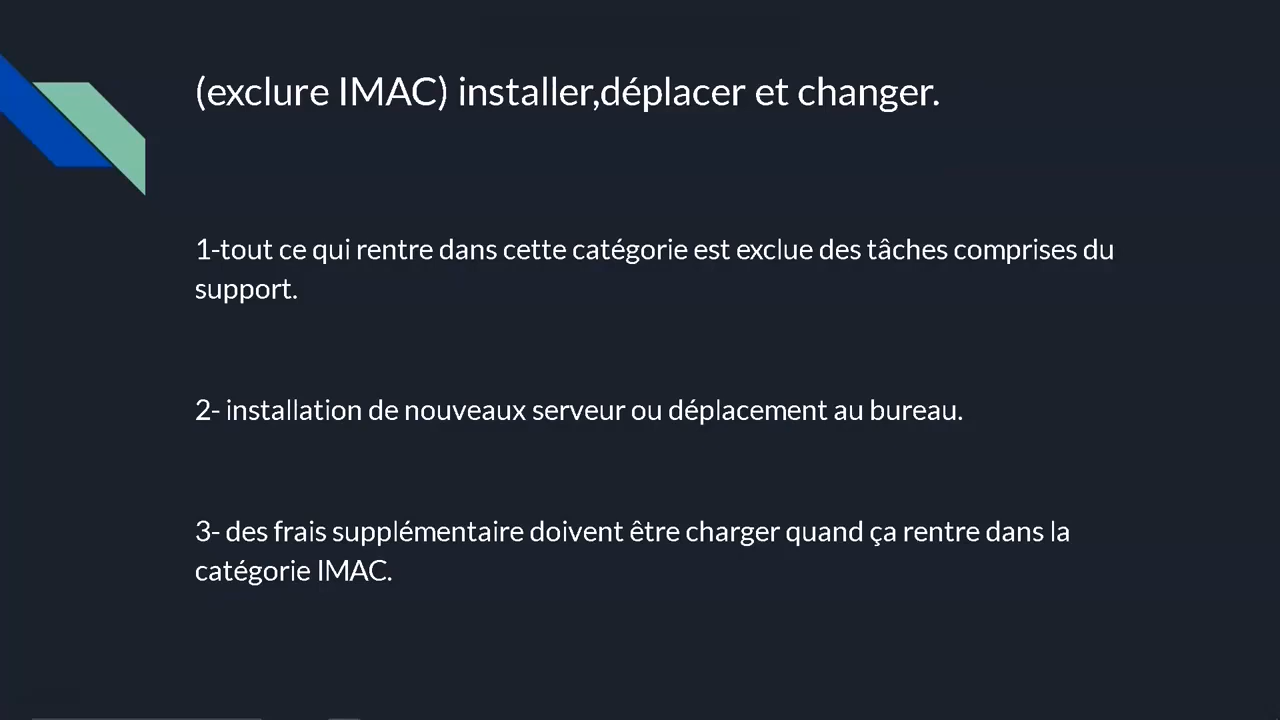 (exclure IMAC) installer,déplacer et changer.
1-tout ce qui rentre dans cette catégorie est exclue des tâches comprises du
support.
2- installation de nouveaux serveur ou déplacement au bureau.
3- des frais supplémentaire doivent être charger quand ça rentre dans la
catégorie IMAC.